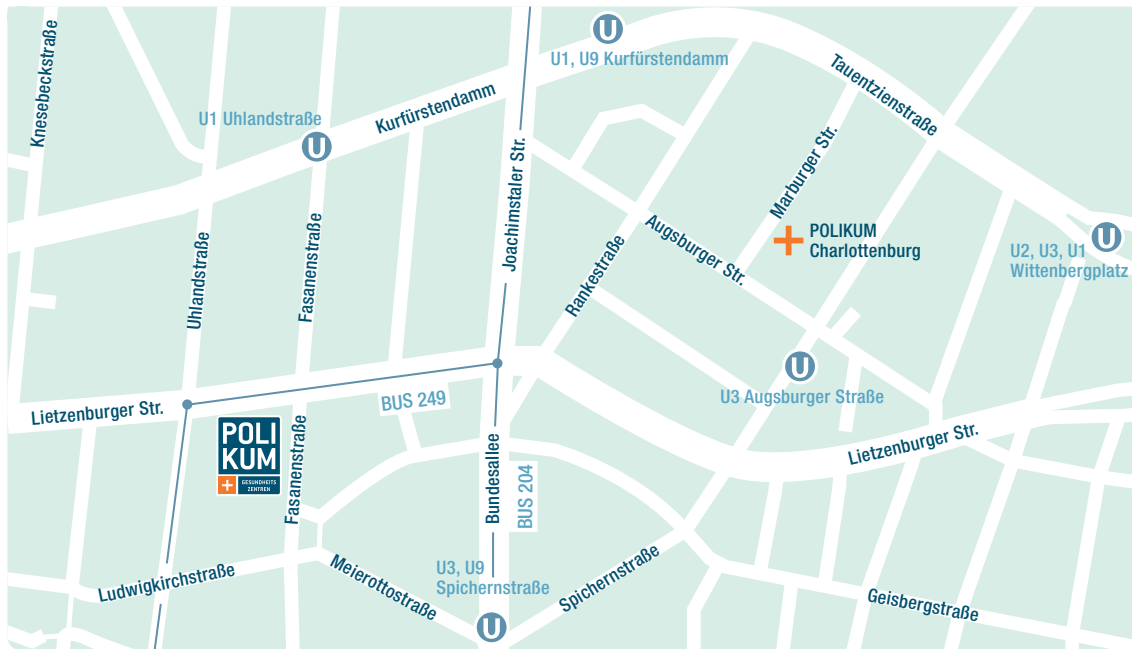 U
U1, U9 Kurfürstendamm
Knesebeckstraße
U1 Uhlandstraße
U
Kurfürstendamm
Joachimstaler Str.
Tauentzienstraße
Marburger Str.
Uhlandstraße
Fasanenstraße
Rankestraße
Augsburger Str.
POLIKUM
Charlottenburg
U
U2, U3, U1
Wittenbergplatz
U
U3 Augsburger Straße
Lietzenburger Str.
BUS 249
POLI
KUM
GESUNDHEITS
ZENTREN
Fasanenstraße
Bundesallee
BUS 204
Lietzenburger Str.
Ludwigkirchstraße
Meierottostraße
U3, U9
Spichernstraße
U
Spichernstraße
Geisbergstraße